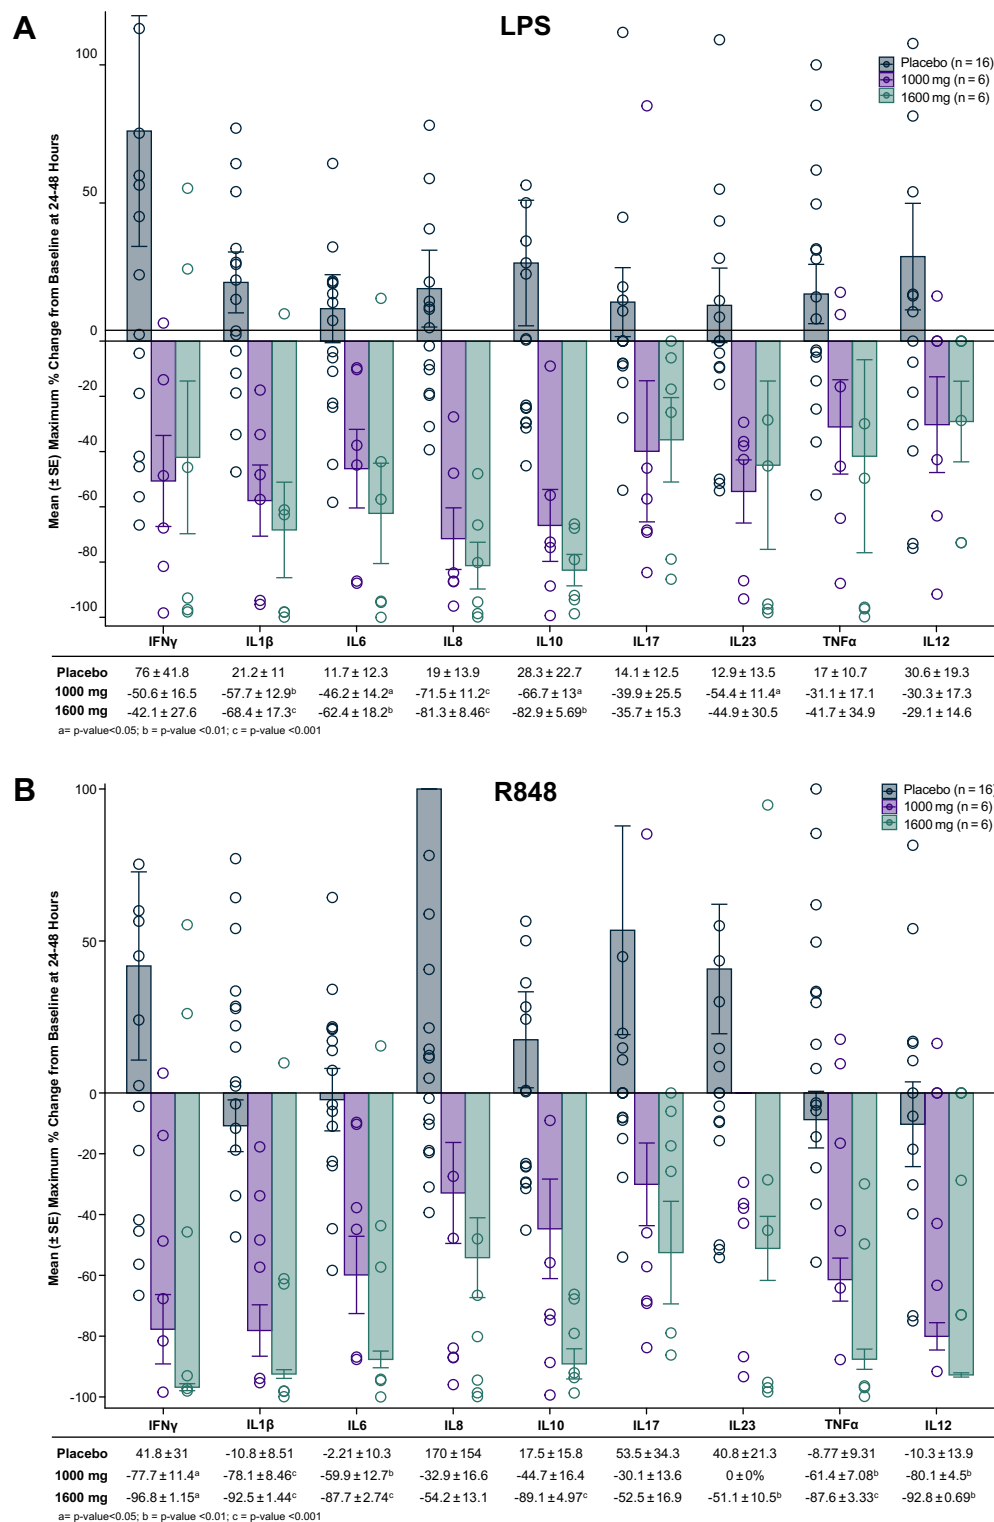 A
LPS
Placebo (n = 16)
1000 mg (n = 6)
1600 mg (n = 6)
Mean (± SE) Maximum % Change from Baseline at 24-48 Hours
100
50
0
-20
-40
-60
-80
-100
IFNγ IL1β IL6 IL8 IL10 IL17 IL23 TNFα IL12
Placebo 76 ± 41.8 21.2 ± 11 11.7 ± 12.3 19 ± 13.9 28.3 ± 22.7 14.1 ± 12.5 12.9 ± 13.5 17 ± 10.7 30.6 ± 19.3
1000 mg -50.6 ± 16.5 -57.7 ± 12.9b -46.2 ± 14.2a -71.5 ± 11.2c -66.7 ± 13a -39.9 ± 25.5 -54.4 ± 11.4a -31.1 ± 17.1 -30.3 ± 17.3
1600 mg -42.1 ± 27.6 -68.4 ± 17.3c -62.4 ± 18.2b -81.3 ± 8.46c -82.9 ± 5.69b -35.7 ± 15.3 -44.9 ± 30.5 -41.7 ± 34.9 -29.1 ± 14.6
a= p-value<0.05; b = p-value <0.01; c = p-value <0.001
B
R848
Placebo (n = 16)
1000 mg (n = 6)
1600 mg (n = 6)
Mean (± SE) Maximum % Change from Baseline at 24-48 Hours
100
50
0
-20
-40
-60
-80
-100
IFNγ IL1β IL6 IL8 IL10 IL17 IL23 TNFα IL12
Placebo 41.8 ± 31 -10.8 ± 8.51 -2.21 ± 10.3 170 ± 154 17.5 ± 15.8 53.5 ± 34.3 40.8 ± 21.3 -8.77 ± 9.31 -10.3 ± 13.9
1000 mg -77.7 ± 11.4a -78.1 ± 8.46c -59.9 ± 12.7b -32.9 ± 16.6 -44.7 ± 16.4 -30.1 ± 13.6 0 ± 0% -61.4 ± 7.08b -80.1 ± 4.5b
1600 mg -96.8 ± 1.15a -92.5 ± 1.44c -87.7 ± 2.74c -54.2 ± 13.1 -89.1 ± 4.97c -52.5 ± 16.9 -51.1 ± 10.5b -87.6 ± 3.33c -92.8 ± 0.69b
a= p-value<0.05; b = p-value <0.01; c = p-value <0.001